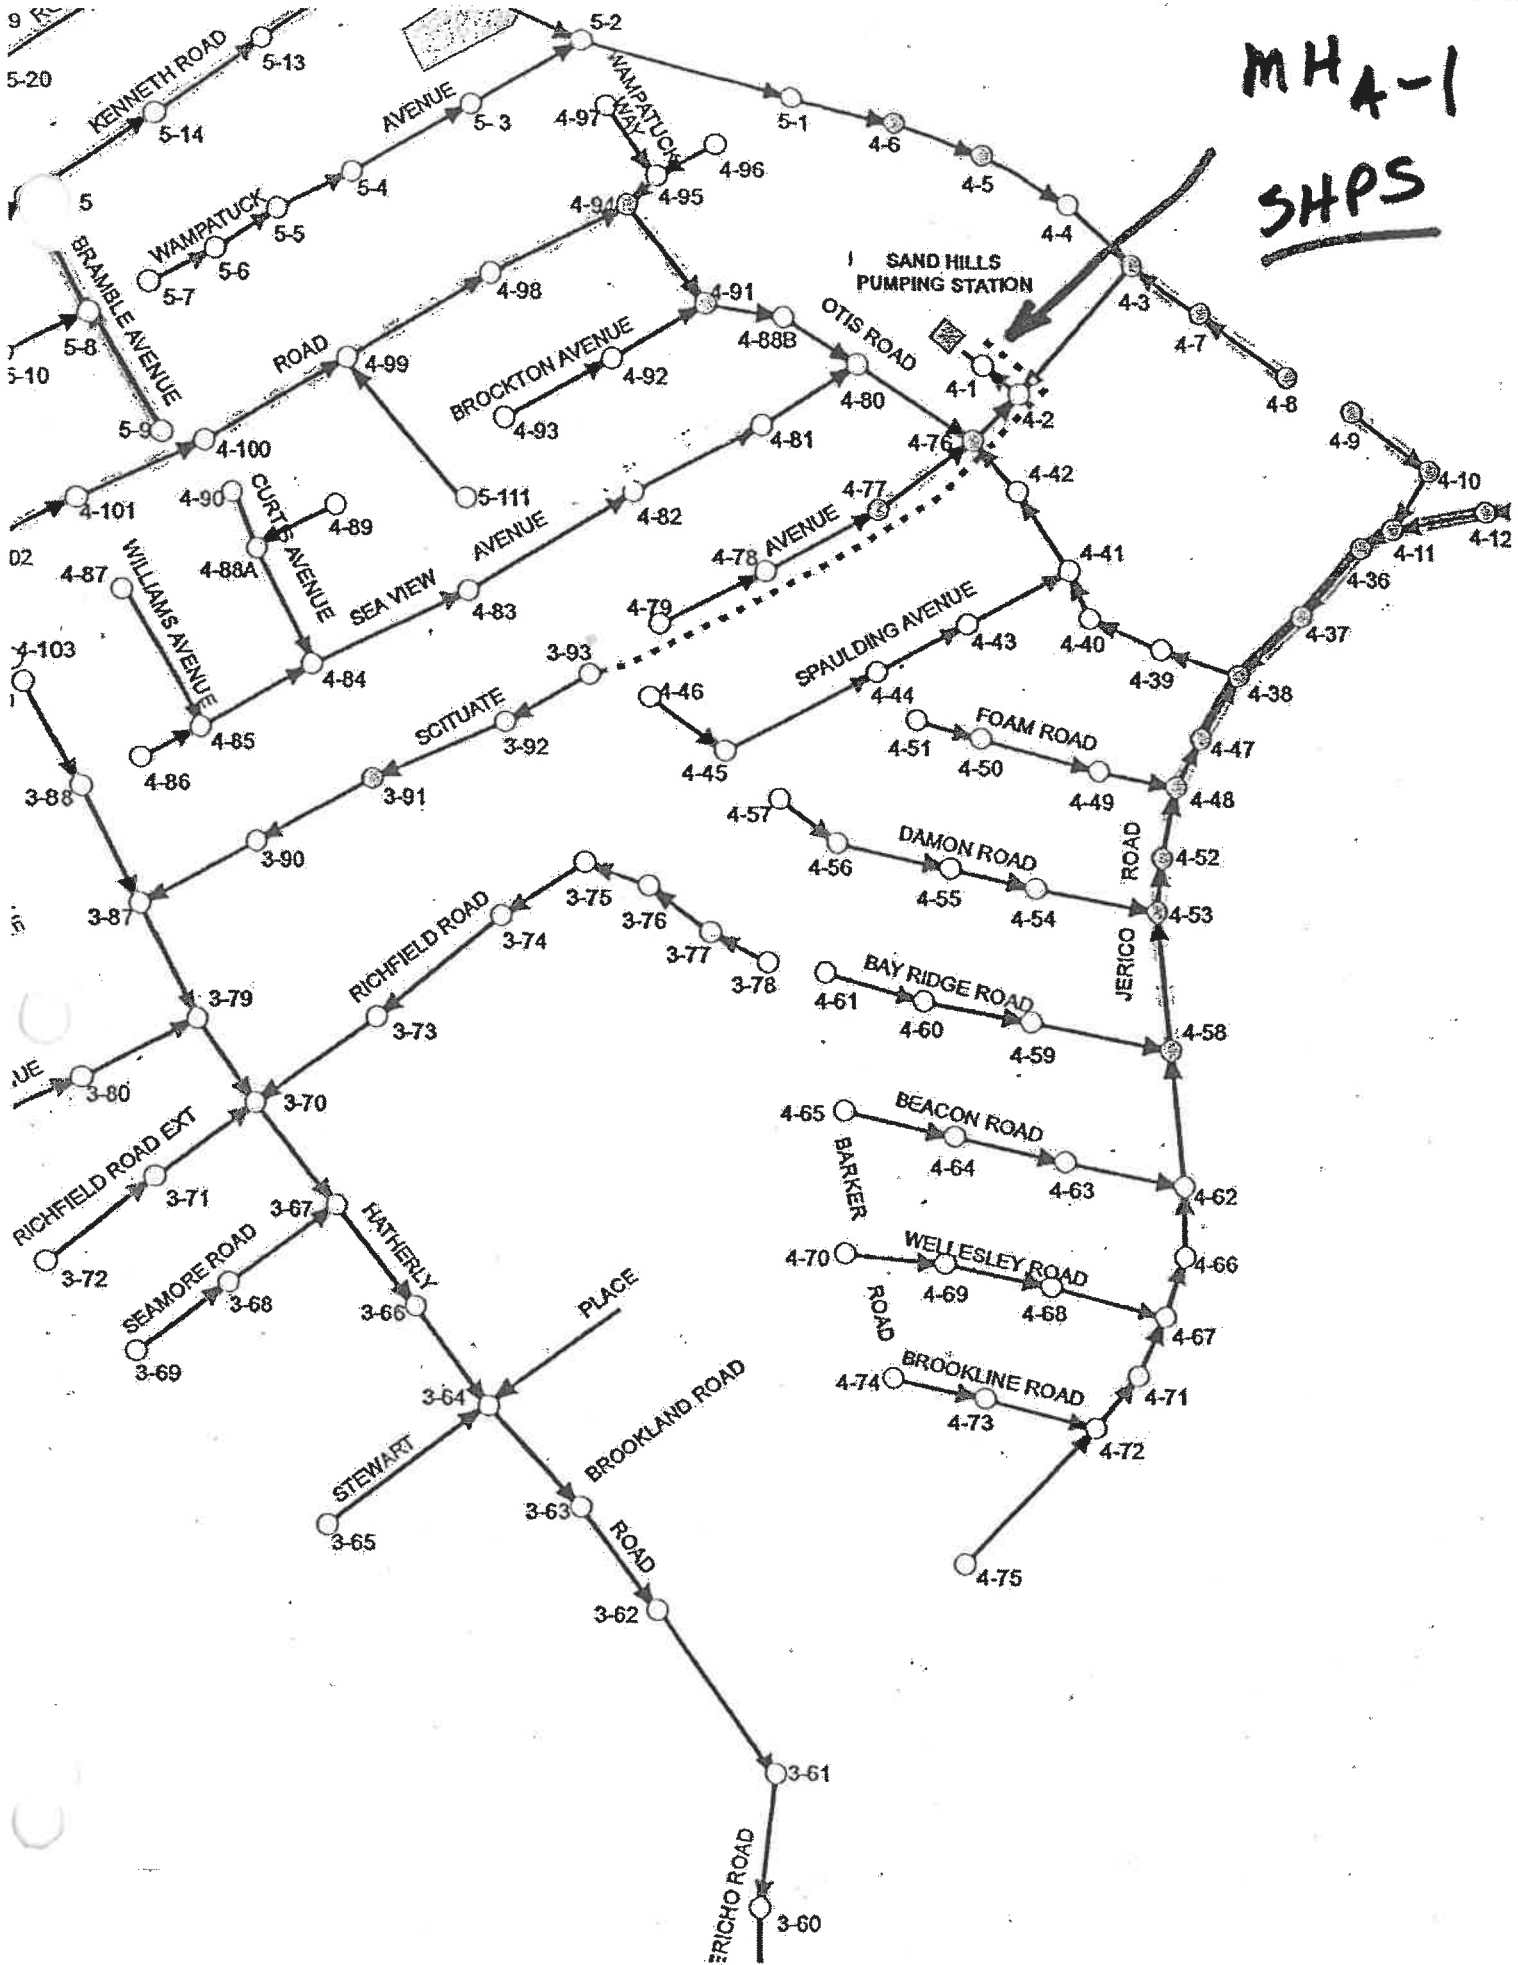 5-20
KENNETH ROAD
5-13
5-14
5-2
AVENUE
5-3
WAMPATUCK
WAY
4-97
5-1
4-6
4-96
4-5
5-4
4-95
4-94
5
WAMPATUCK
5-5
5-6
5-7
4-4
MH 4-1
SHPS
BRAMBLE AVENUE
SAND HILLS
PUMPING STATION
4-3
4-98
4-91
4-88B
OTIS ROAD
4-7
5-8
5-10
ROAD
4-99
BROCKTON AVENUE
4-92
4-93
4-1
4-2
4-80
4-8
5-9
4-100
4-81
4-76
4-9
4-10
4-101
4-90
CURTIS AVENUE
4-89
5-111
4-82
4-77
4-42
4-11
4-12
02
4-87
WILLIAMS AVENUE
4-88A
SEA VIEW
AVENUE
4-78
AVENUE
4-41
4-36
4-83
4-79
SPAULDING AVENUE
4-43
4-40
4-37
4-103
4-84
3-93
4-44
4-39
4-38
4-46
SCITUATE
3-92
4-85
4-86
4-45
4-51
FOAM ROAD
4-50
4-49
4-47
4-48
3-88
3-91
3-90
4-57
4-56
DAMON ROAD
4-55
4-54
4-52
4-53
JERICO ROAD
3-87
RICHFIELD ROAD
3-75
3-76
3-74
3-77
3-78
BAY RIDGE ROAD
4-61
4-60
4-59
4-58
3-79
3-73
UE
3-80
3-70
RICHFIELD ROAD EXT
3-71
3-72
4-65
BEACON ROAD
4-64
4-63
4-62
BARKER
ROAD
3-67
HATHERLY
SEAMORE ROAD
3-68
3-69
3-66
4-70
WELLESLEY ROAD
4-69
4-68
4-66
4-67
PLACE
3-64
4-74
BROOKLINE ROAD
4-73
4-71
4-72
STEWART
BROOKLAND ROAD
3-65
3-63
ROAD
4-75
3-62
3-61
ERICHO ROAD
3-60